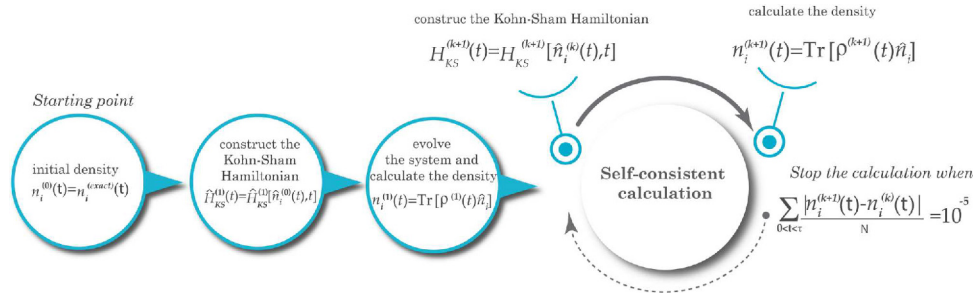 Starting point
initial density
n_i^(0)(t)=n_i^(exact)(t)
construct the
Kohn-Sham
Hamiltonian
Ĥ_KS^(1)(t)=Ĥ_KS^(1)[n̂_i^(0)(t),t]
evolve
the system and
calculate the density
n_i^(1)(t)=Tr[ρ^(1)(t)n̂_i]
construc the Kohn-Sham Hamiltonian
H_KS^(k+1)(t)=H_KS^(k+1)[n̂_i^(k)(t),t]
calculate the density
n_i^(k+1)(t)=Tr[ρ^(k+1)(t)n̂_i]
Self-consistent
calculation
Stop the calculation when
∑_{0<t<τ} |n_i^(k+1)(t)-n_i^(k)(t)|/N =10^-5